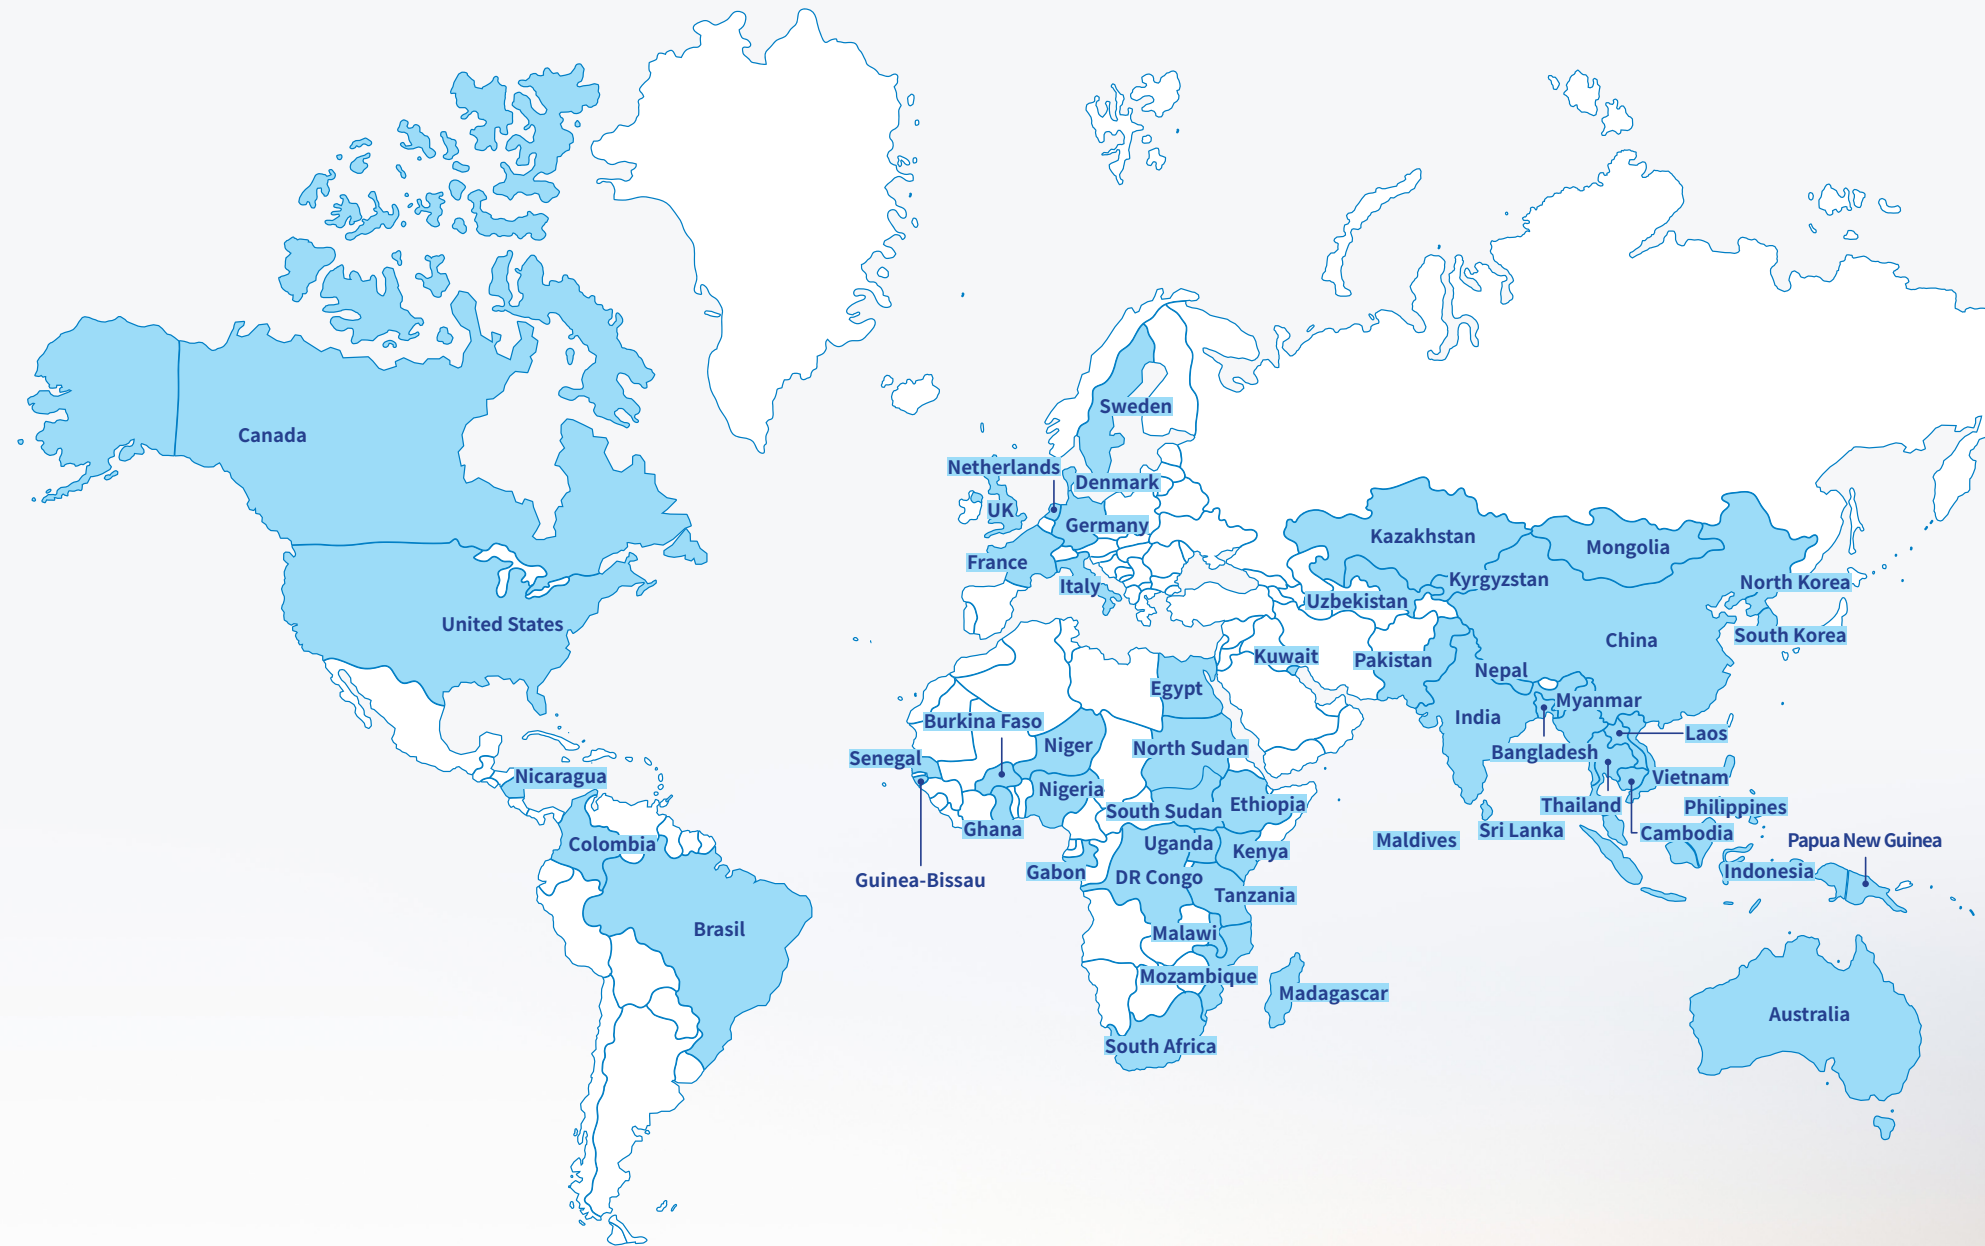 Canada
United States
Nicaragua
Colombia
Brasil
Sweden
Netherlands
Denmark
UK
Germany
France
Italy
Kazakhstan
Mongolia
Kyrgyzstan
Uzbekistan
North Korea
South Korea
China
Kuwait
Pakistan
Nepal
India
Myanmar
Laos
Bangladesh
Vietnam
Thailand
Philippines
Sri Lanka
Cambodia
Maldives
Indonesia
Papua New Guinea
Egypt
Burkina Faso
Niger
North Sudan
Senegal
Nigeria
South Sudan
Ethiopia
Ghana
Uganda
Kenya
Gabon
Guinea-Bissau
DR Congo
Tanzania
Malawi
Mozambique
Madagascar
South Africa
Australia